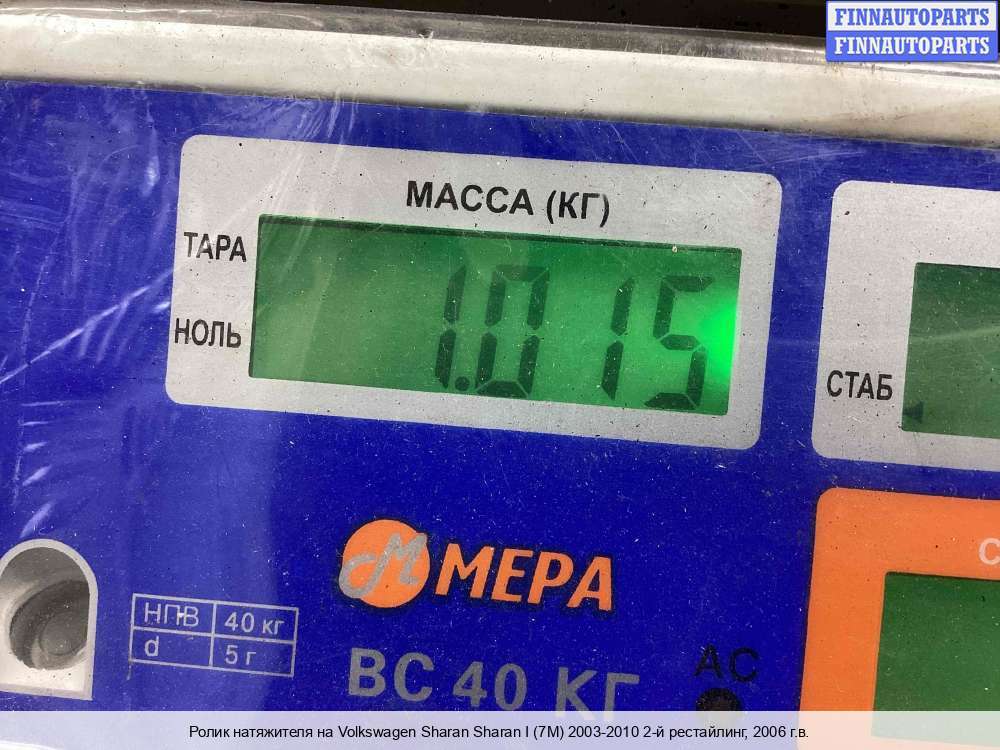 FINNAUTOPARTS
FINNAUTOPARTS
МАССА (КГ)
ТАРА
1.015
НОЛЬ
СТАБ
МЕРА
НПВ 40 кг
d 5 г
ВС 40 КГ
AC
С
Ролик натяжителя на Volkswagen Sharan Sharan I (7M) 2003-2010 2-й рестайлинг, 2006 г.в.